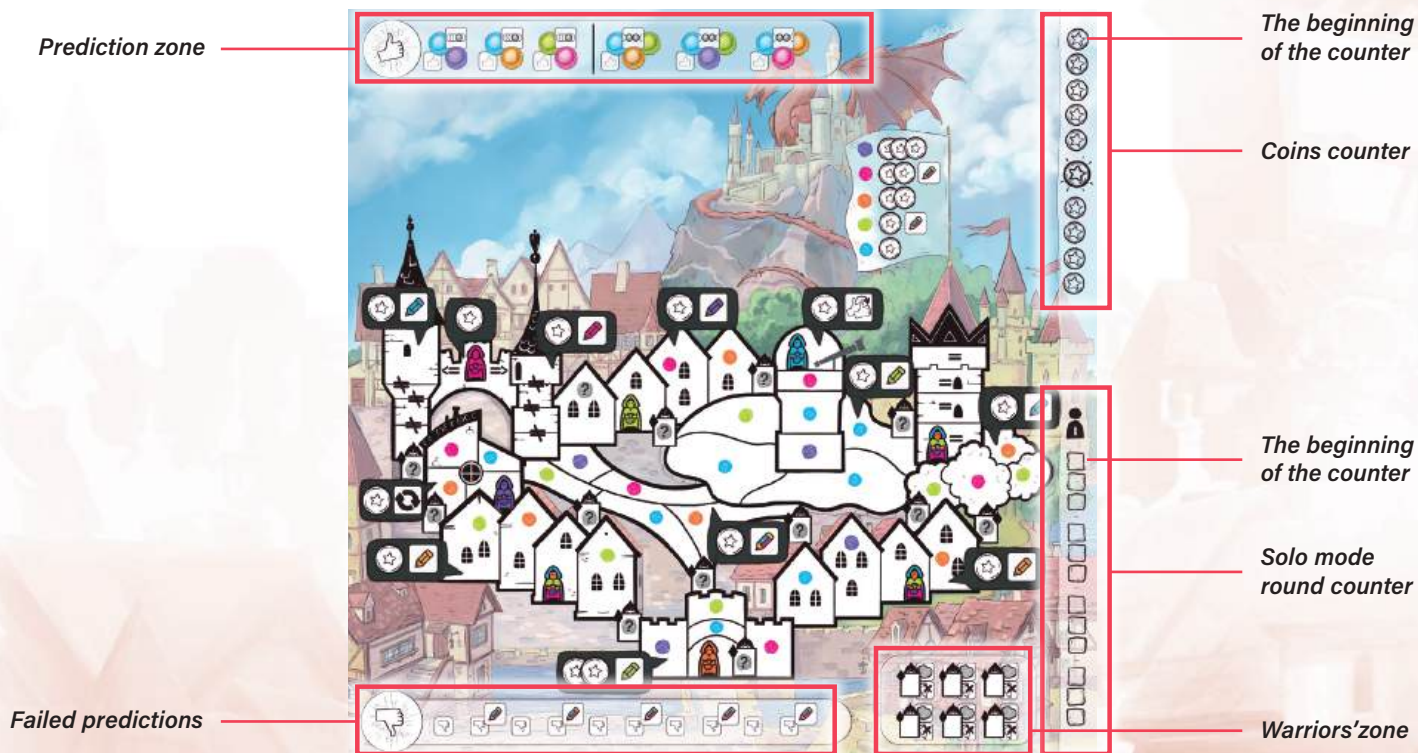 Prediction zone
The beginning
of the counter
Coins counter
The beginning
of the counter
Solo mode
round counter
Failed predictions
Warriors'zone